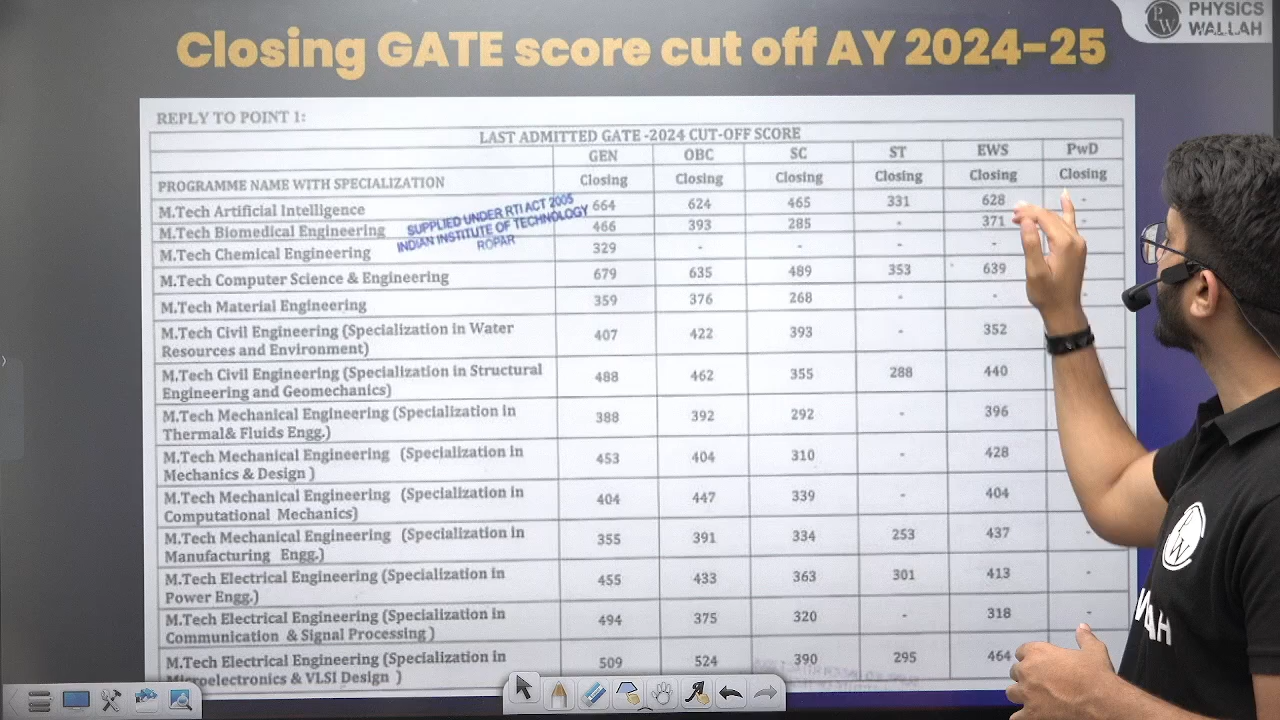 PHYSICS
WALLAH
Closing GATE score cut off AY 2024-25
REPLY TO POINT 1:
LAST ADMITTED GATE -2024 CUT-OFF SCORE
GEN OBC SC ST EWS PwD
PROGRAMME NAME WITH SPECIALIZATION Closing Closing Closing Closing Closing Closing
M.Tech Artificial Intelligence 664 624 465 331 628 -
M.Tech Biomedical Engineering 466 393 285 - 371 -
SUPPLIED UNDER RTI ACT 2005
INDIAN INSTITUTE OF TECHNOLOGY
ROPAR
M.Tech Chemical Engineering 329 - - - -
M.Tech Computer Science & Engineering 679 635 489 353 639
M.Tech Material Engineering 359 376 268 - -
M.Tech Civil Engineering (Specialization in Water
Resources and Environment) 407 422 393 - 352
M.Tech Civil Engineering (Specialization in Structural
Engineering and Geomechanics) 488 462 355 288 440
M.Tech Mechanical Engineering (Specialization in
Thermal& Fluids Engg.) 388 392 292 - 396
M.Tech Mechanical Engineering (Specialization in
Mechanics & Design ) 453 404 310 - 428
M.Tech Mechanical Engineering (Specialization in
Computational Mechanics) 404 447 339 - 404
M.Tech Mechanical Engineering (Specialization in
Manufacturing Engg.) 355 391 334 253 437 -
M.Tech Electrical Engineering (Specialization in
Power Engg.) 455 433 363 301 413 -
M.Tech Electrical Engineering (Specialization in
Communication & Signal Processing ) 494 375 320 - 318 -
M.Tech Electrical Engineering (Specialization in
Microelectronics & VLSI Design ) 509 524 390 295 464